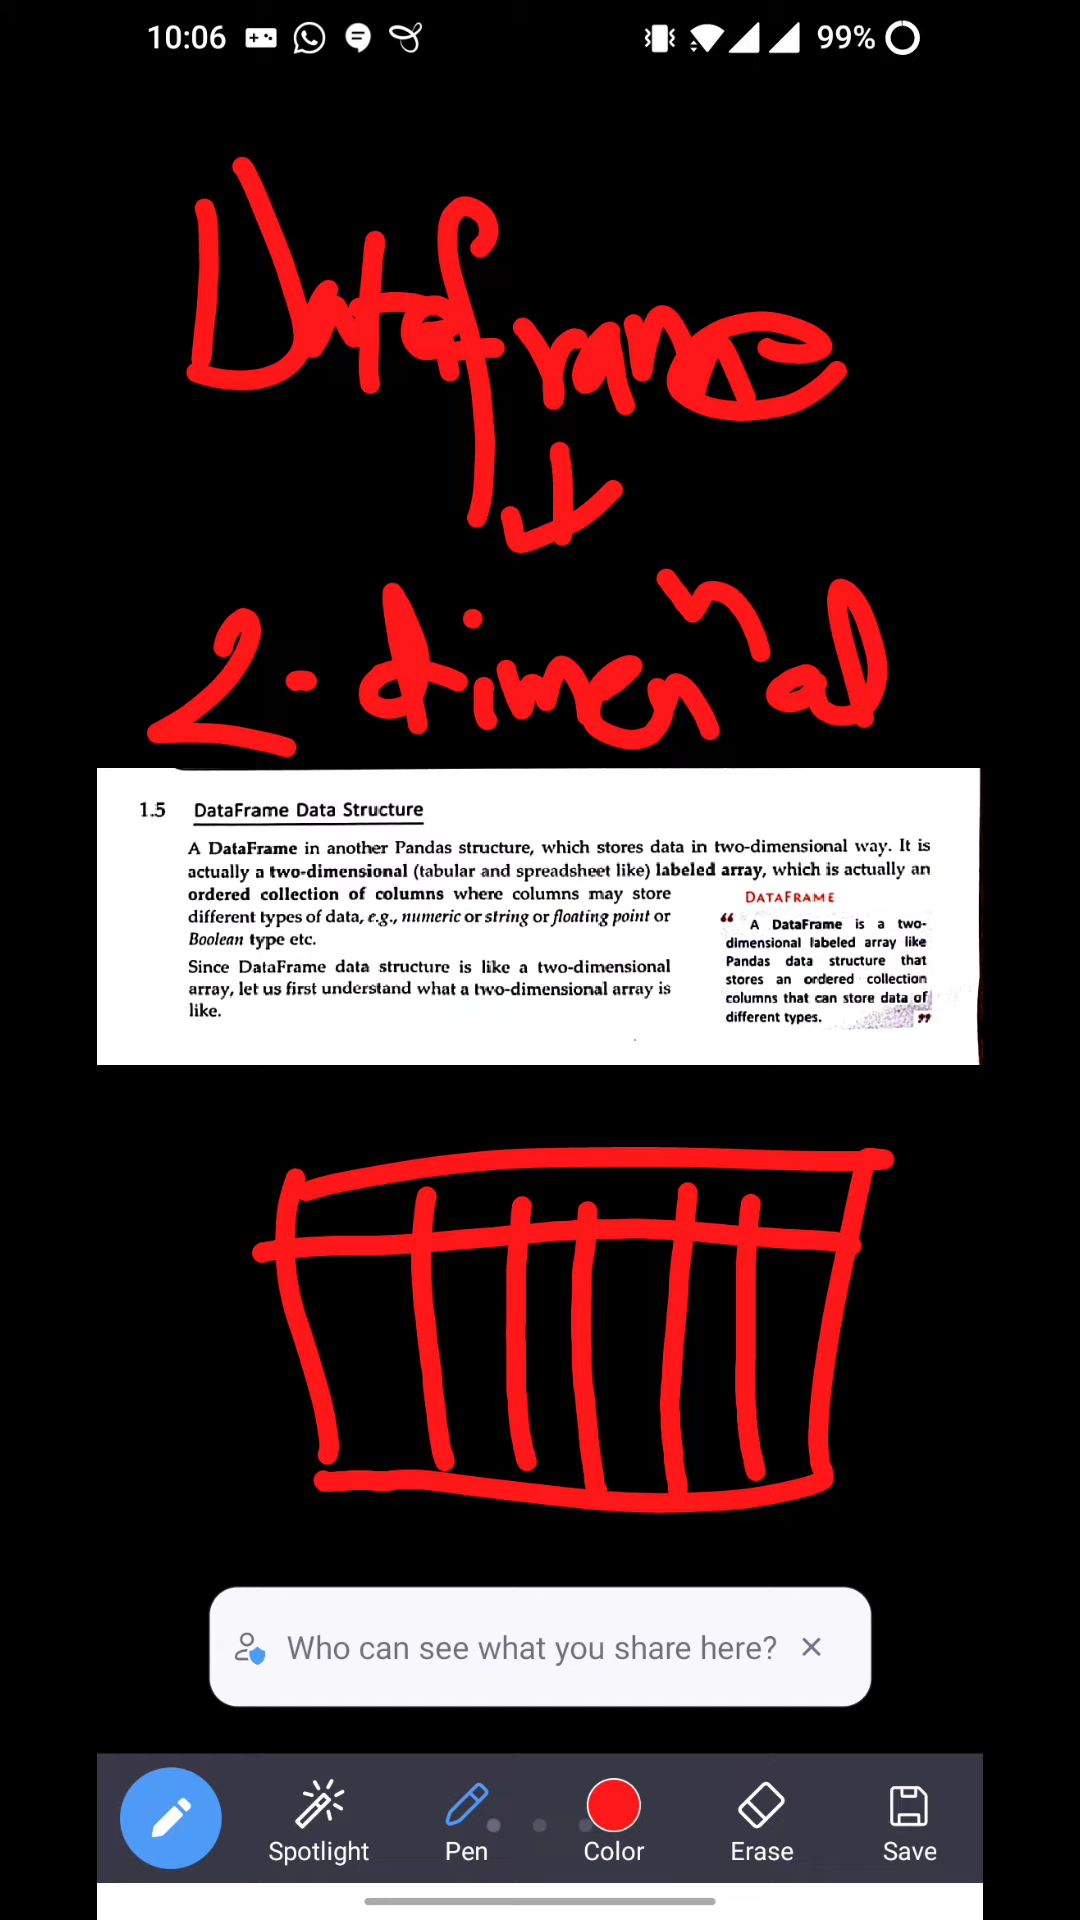 10:06
99%
Dataframe
2-dimenⁿal
1.5 DataFrame Data Structure
A DataFrame in another Pandas structure, which stores data in two-dimensional way. It is
actually a two-dimensional (tabular and spreadsheet like) labeled array, which is actually an
ordered collection of columns where columns may store
different types of data, e.g., numeric or string or floating point or
Boolean type etc.
Since DataFrame data structure is like a two-dimensional
array, let us first understand what a two-dimensional array is
like.
DATAFRAME
“ A DataFrame is a two-
dimensional labeled array like
Pandas data structure that
stores an ordered collection
columns that can store data of
different types. ”
Who can see what you share here?
Spotlight Pen Color Erase Save